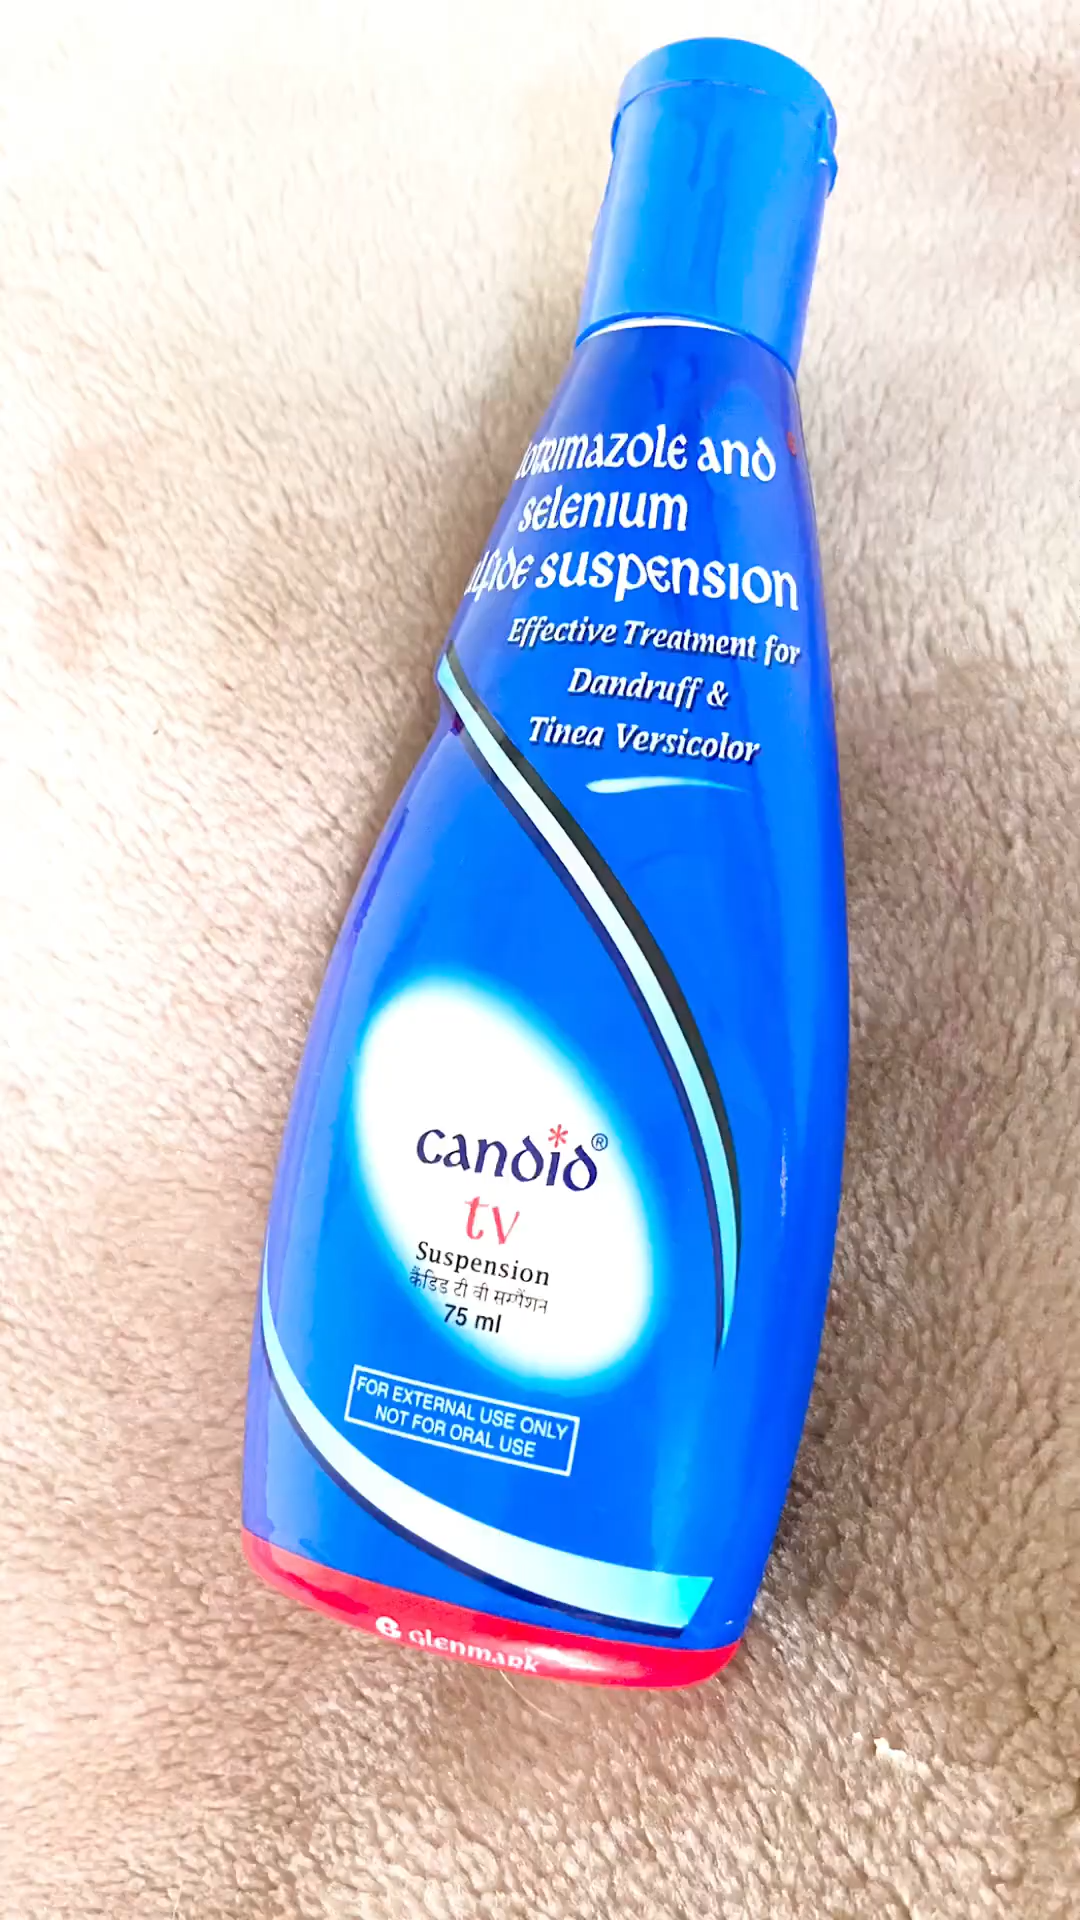 and
selenium
suspension
Effective Treatment for
Dandruff &
Tinea Versicolor
candid®
tv
Suspension
कैंडिड टी वी सस्पैंशन
75 ml
FOR EXTERNAL USE ONLY
NOT FOR ORAL USE
G glenmark